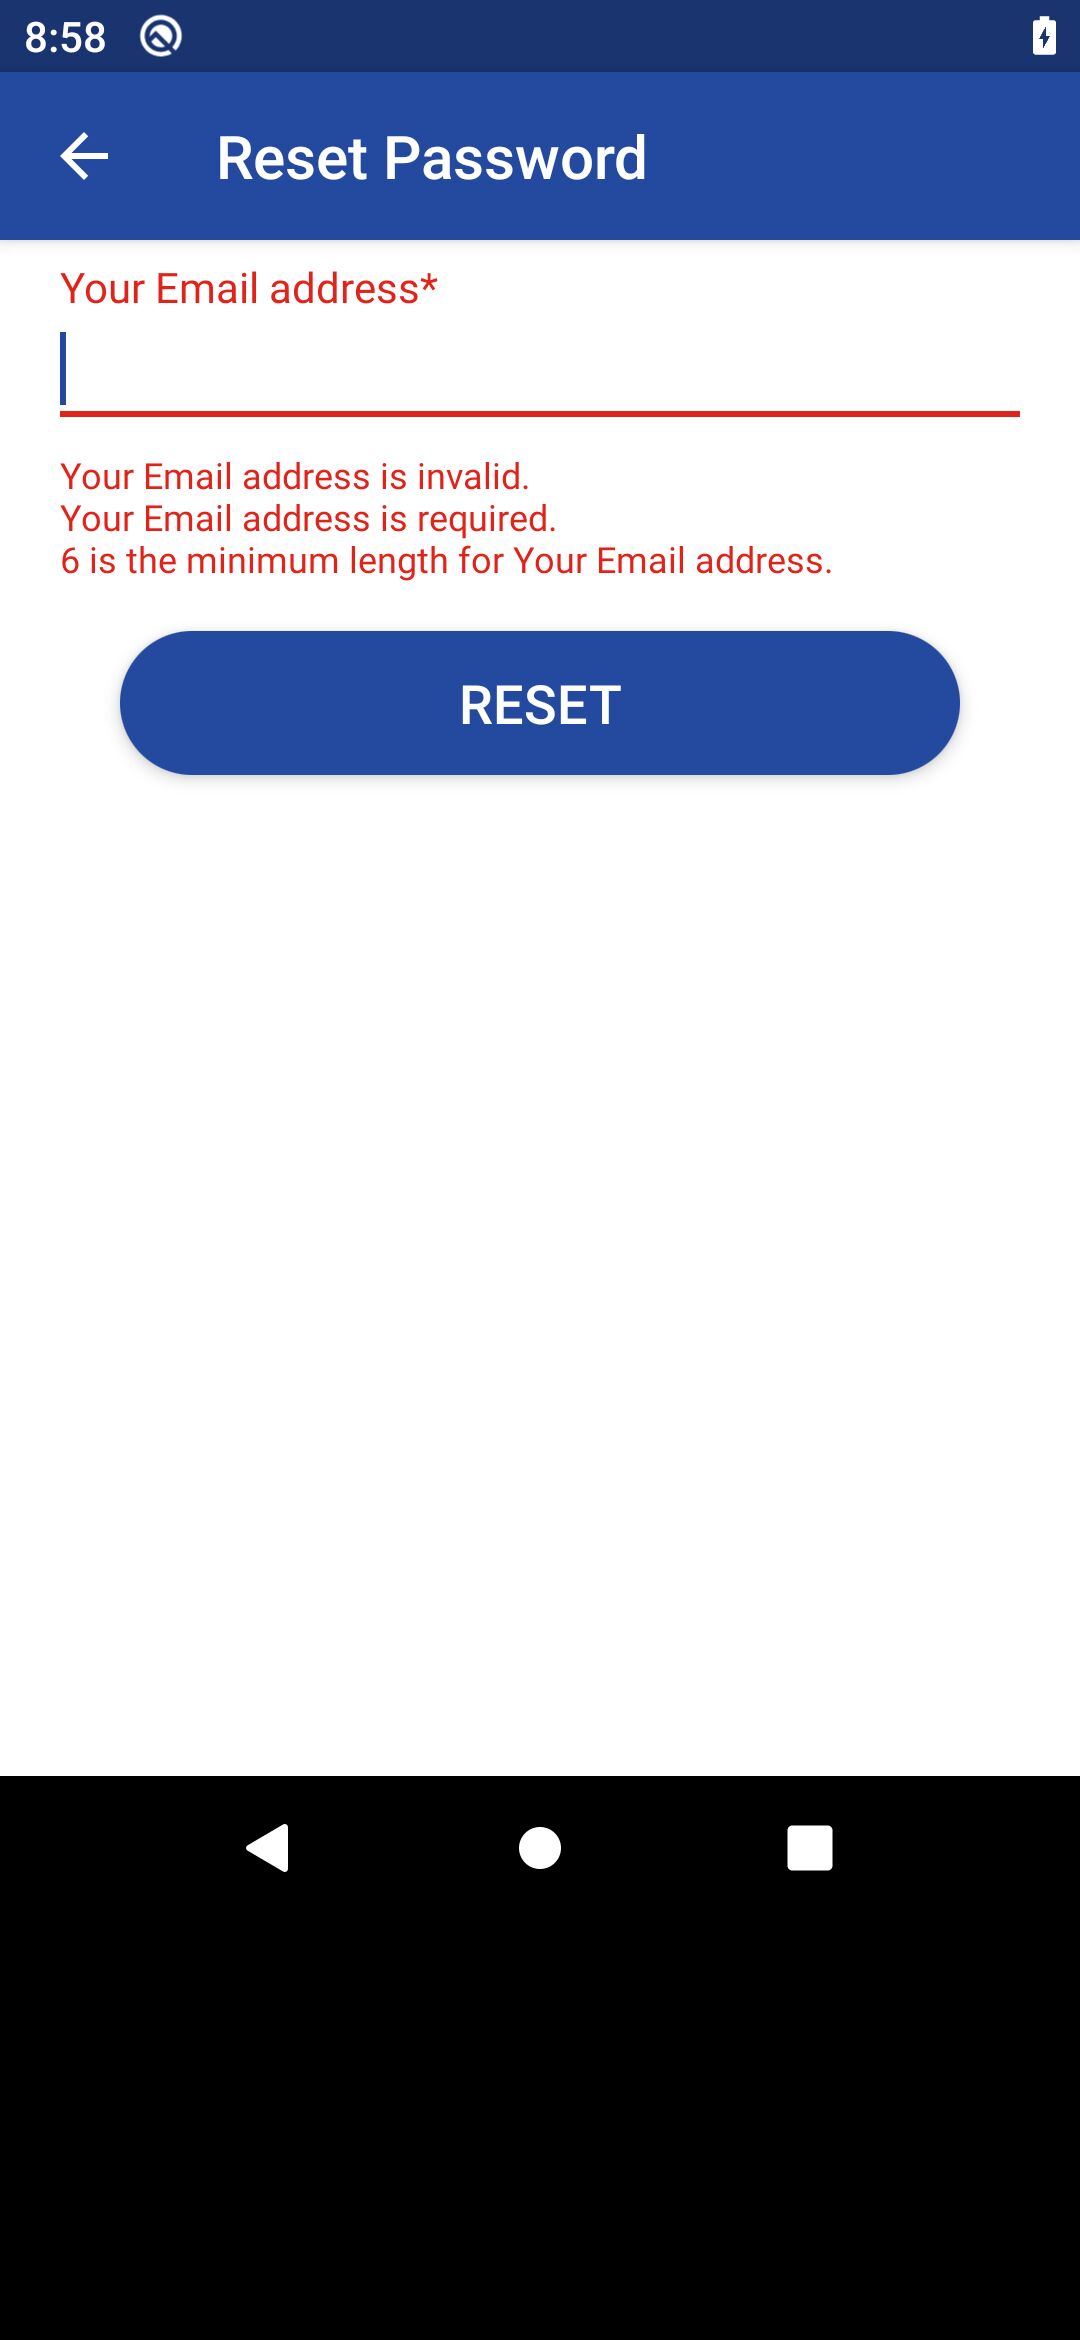 8:58
Reset Password
Your Email address*
Your Email address is invalid.
Your Email address is required.
6 is the minimum length for Your Email address.
RESET